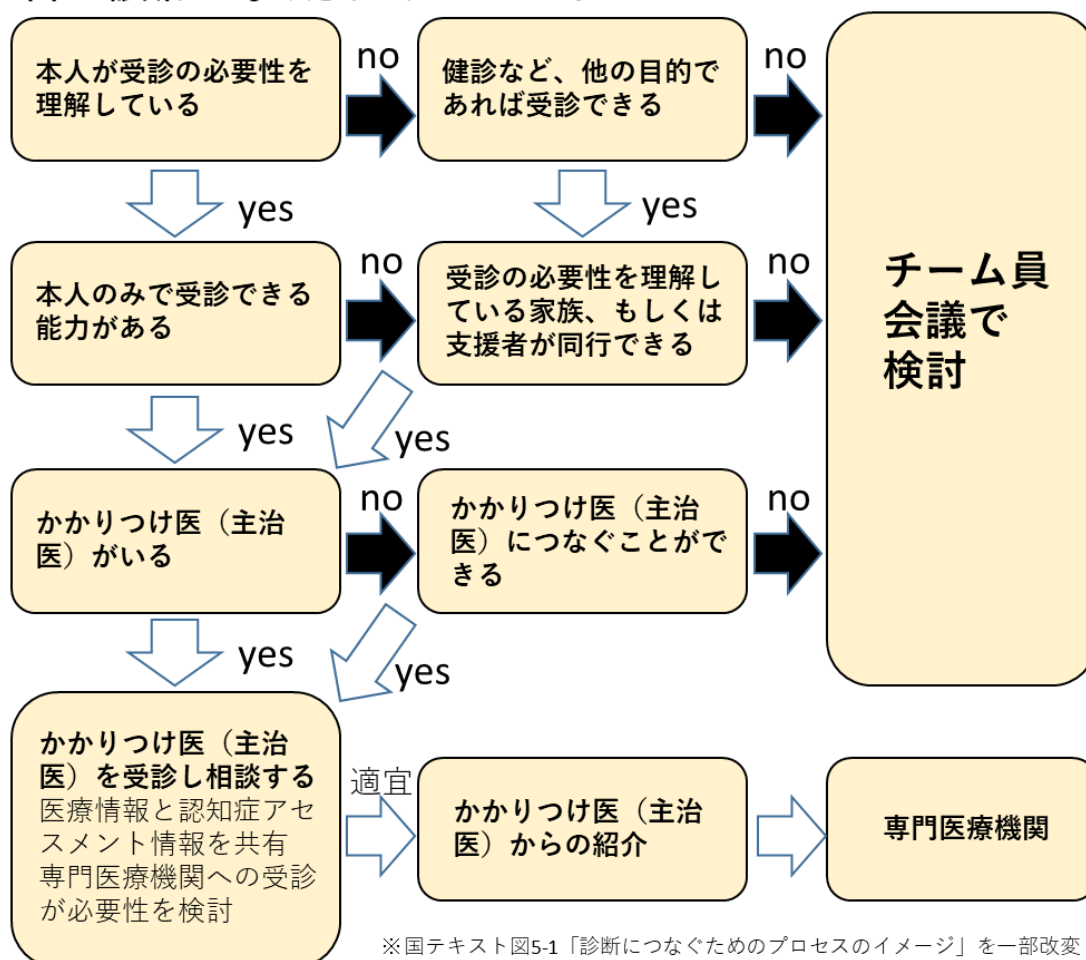 本人が受診の必要性を
理解している
no
健診など、他の目的で
あれば受診できる
no
yes
yes
本人のみで受診できる
能力がある
no
受診の必要性を理解し
ている家族、もしくは
支援者が同行できる
no
チーム員
会議で
検討
yes
yes
かかりつけ医（主治
医）がいる
no
かかりつけ医（主治
医）につなぐことがで
きる
no
yes
yes
かかりつけ医（主治
医）を受診し相談する
医療情報と認知症アセ
スメント情報を共有
専門医療機関への受診
が必要性を検討
適宜
かかりつけ医（主治
医）からの紹介
専門医療機関
※国テキスト図5-1「診断につなぐためのプロセスのイメージ」を一部改変